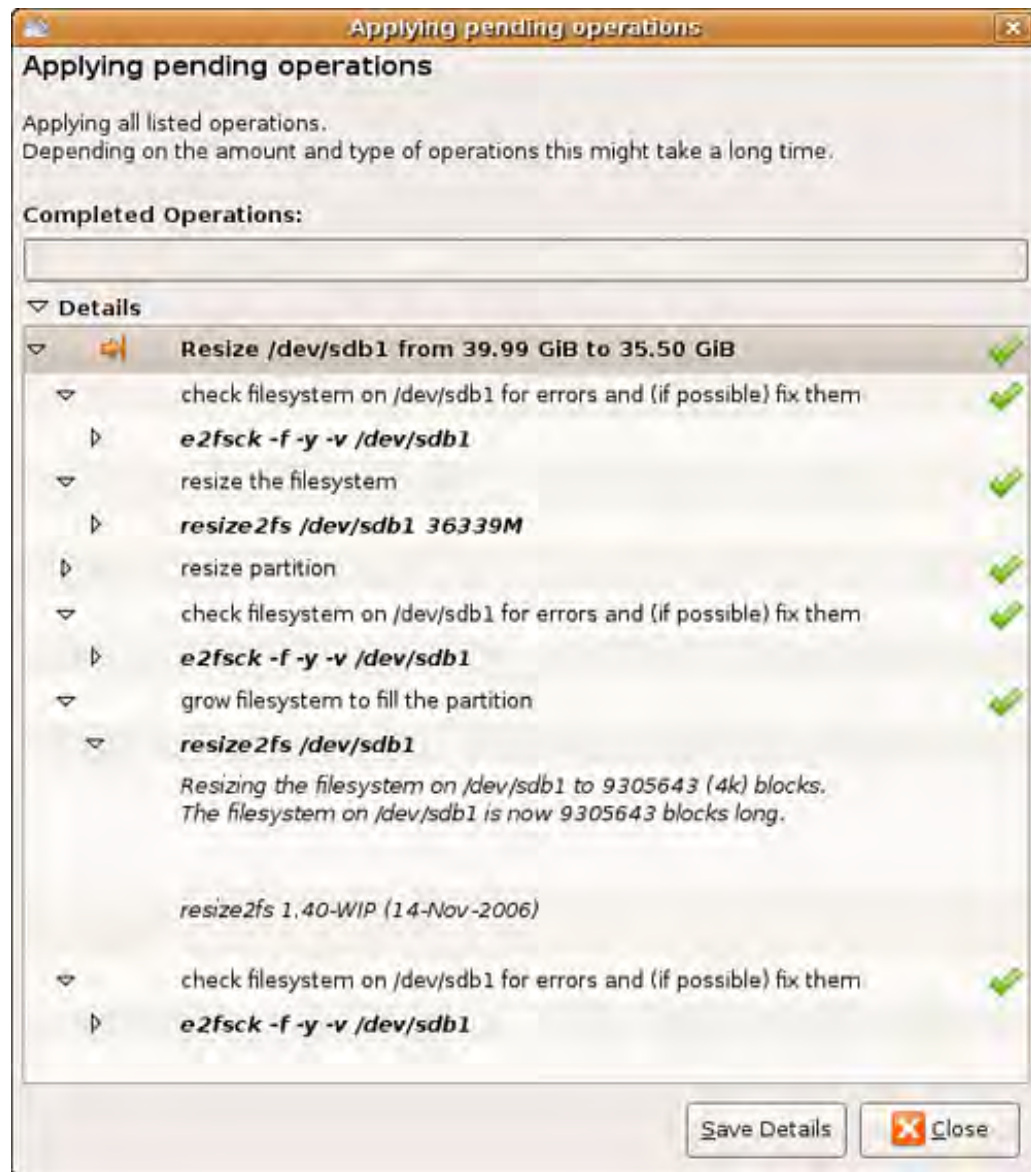 Applying pending operations
Applying pending operations
Applying all listed operations.
Depending on the amount and type of operations this might take a long time.
Completed Operations:
Details
Resize /dev/sdb1 from 39.99 GiB to 35.50 GiB
check filesystem on /dev/sdb1 for errors and (if possible) fix them
e2fsck -f -y -v /dev/sdb1
resize the filesystem
resize2fs /dev/sdb1 36339M
resize partition
check filesystem on /dev/sdb1 for errors and (if possible) fix them
e2fsck -f -y -v /dev/sdb1
grow filesystem to fill the partition
resize2fs /dev/sdb1
Resizing the filesystem on /dev/sdb1 to 9305643 (4k) blocks.
The filesystem on /dev/sdb1 is now 9305643 blocks long.
resize2fs 1.40-WIP (14-Nov-2006)
check filesystem on /dev/sdb1 for errors and (if possible) fix them
e2fsck -f -y -v /dev/sdb1
Save Details
Close